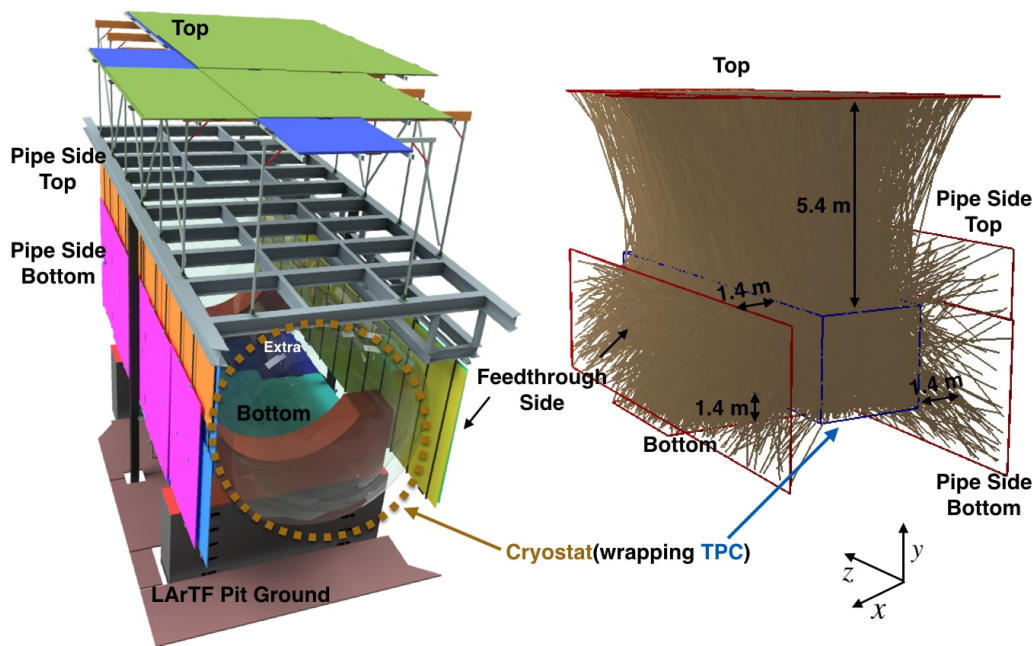 Top
Pipe Side
Top
Pipe Side
Bottom
Extra
Bottom
Feedthrough
Side
Cryostat(wrapping TPC)
LArTF Pit Ground
Top
5.4 m
Pipe Side
Top
1.4 m
1.4 m
1.4 m
Bottom
Pipe Side
Bottom
y
z
x